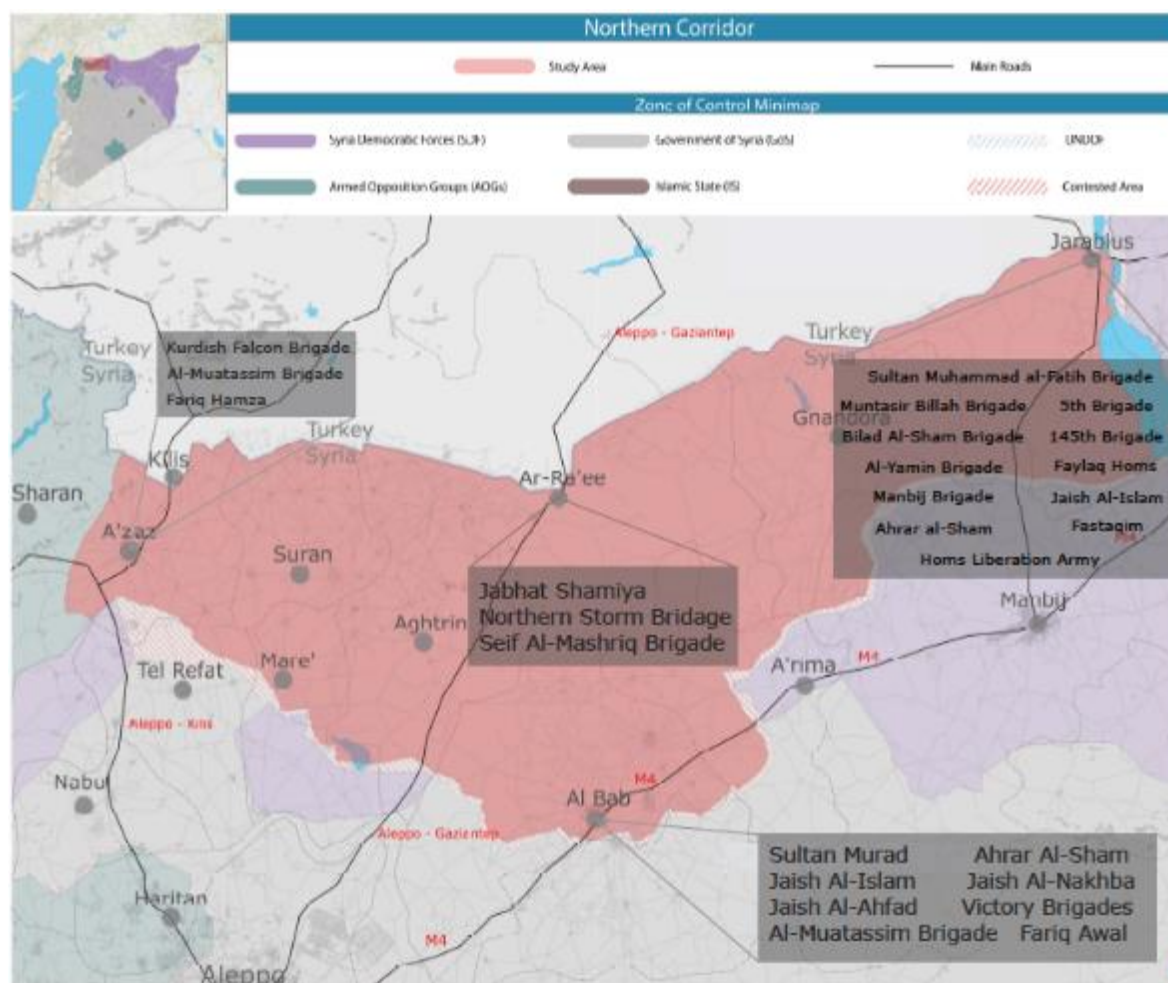 Northern Corridor
Study Area
Main Roads
Zone of Control Minimap
Syria Democratic Forces (SDF)
Government of Syria (GoS)
UNDOF
Armed Opposition Groups (AOGs)
Islamic State (IS)
Contested Area
Jarablus
Aleppo - Gaziantep
Turkey
Syria
Kurdish Falcon Brigade
Al-Muatassim Brigade
Fariq Hamza
Turkey
Syria
Sultan Muhammad al-Fatih Brigade
Muntasir Billah Brigade
5th Brigade
Gnandora
Bilad Al-Sham Brigade
145th Brigade
Al-Yamin Brigade
Faylaq Homs
Manbij Brigade
Jaish Al-Islam
Ahrar al-Sham
Fastaqim
M4
Homs Liberation Army
Turkey
Syria
Kilis
Sharan
Ar-Ra'ee
A'zaz
Suran
Jabhat Shamiya
Northern Storm Bridage
Seif Al-Mashriq Brigade
Manbij
Aghtrin
Mare'
Tel Refat
A'rima
M4
Aleppo - Kilis
Nabul
Al Bab
M4
Aleppo - Gaziantep
Sultan Murad
Ahrar Al-Sham
Jaish Al-Islam
Jaish Al-Nakhba
Jaish Al-Ahfad
Victory Brigades
Al-Muatassim Brigade
Fariq Awal
Haritan
M4
Aleppo